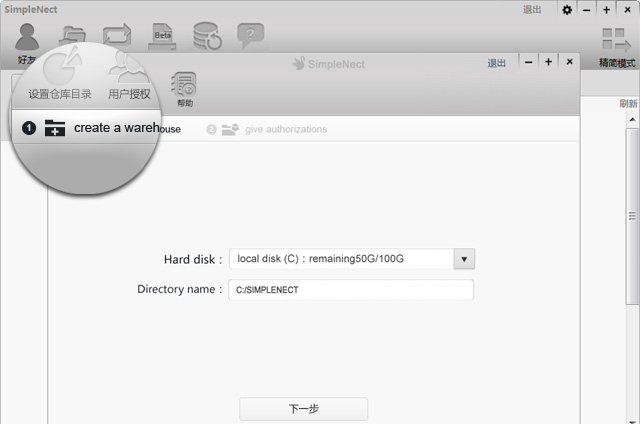 SimpleNect
退出
Beta
好友
精简模式
SimpleNect
退出
设置仓库目录
用户授权
帮助
刷新
1 create a warehouse
2 give authorizations
Hard disk : local disk (C) : remaining50G/100G
Directory name : C:/SIMPLENECT
下一步